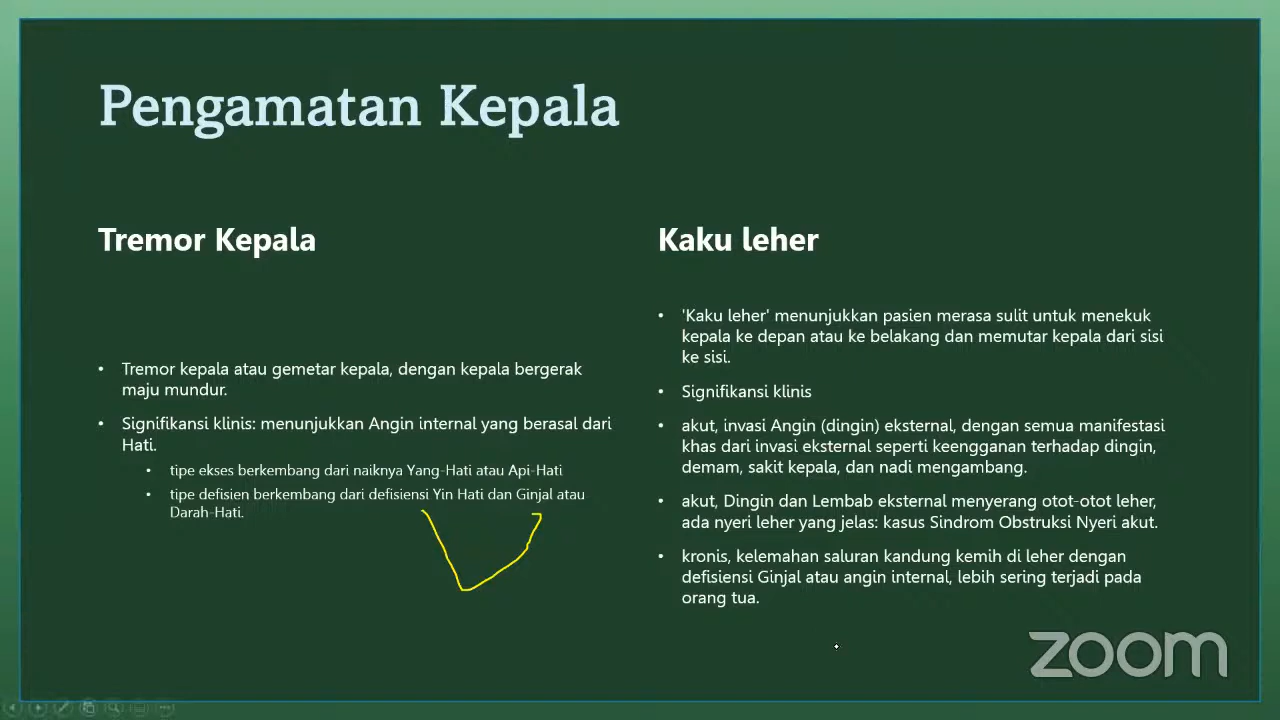 Pengamatan Kepala
Tremor Kepala
• Tremor kepala atau gemetar kepala, dengan kepala bergerak
maju mundur.
• Signifikansi klinis: menunjukkan Angin internal yang berasal dari
Hati.
• tipe ekses berkembang dari naiknya Yang-Hati atau Api-Hati
• tipe defisien berkembang dari defisiensi Yin Hati dan Ginjal atau
Darah-Hati.
Kaku leher
• 'Kaku leher' menunjukkan pasien merasa sulit untuk menekuk
kepala ke depan atau ke belakang dan memutar kepala dari sisi
ke sisi.
• Signifikansi klinis
• akut, invasi Angin (dingin) eksternal, dengan semua manifestasi
khas dari invasi eksternal seperti keengganan terhadap dingin,
demam, sakit kepala, dan nadi mengambang.
• akut, Dingin dan Lembab eksternal menyerang otot-otot leher,
ada nyeri leher yang jelas: kasus Sindrom Obstruksi Nyeri akut.
• kronis, kelemahan saluran kandung kemih di leher dengan
defisiensi Ginjal atau angin internal, lebih sering terjadi pada
orang tua.
zoom